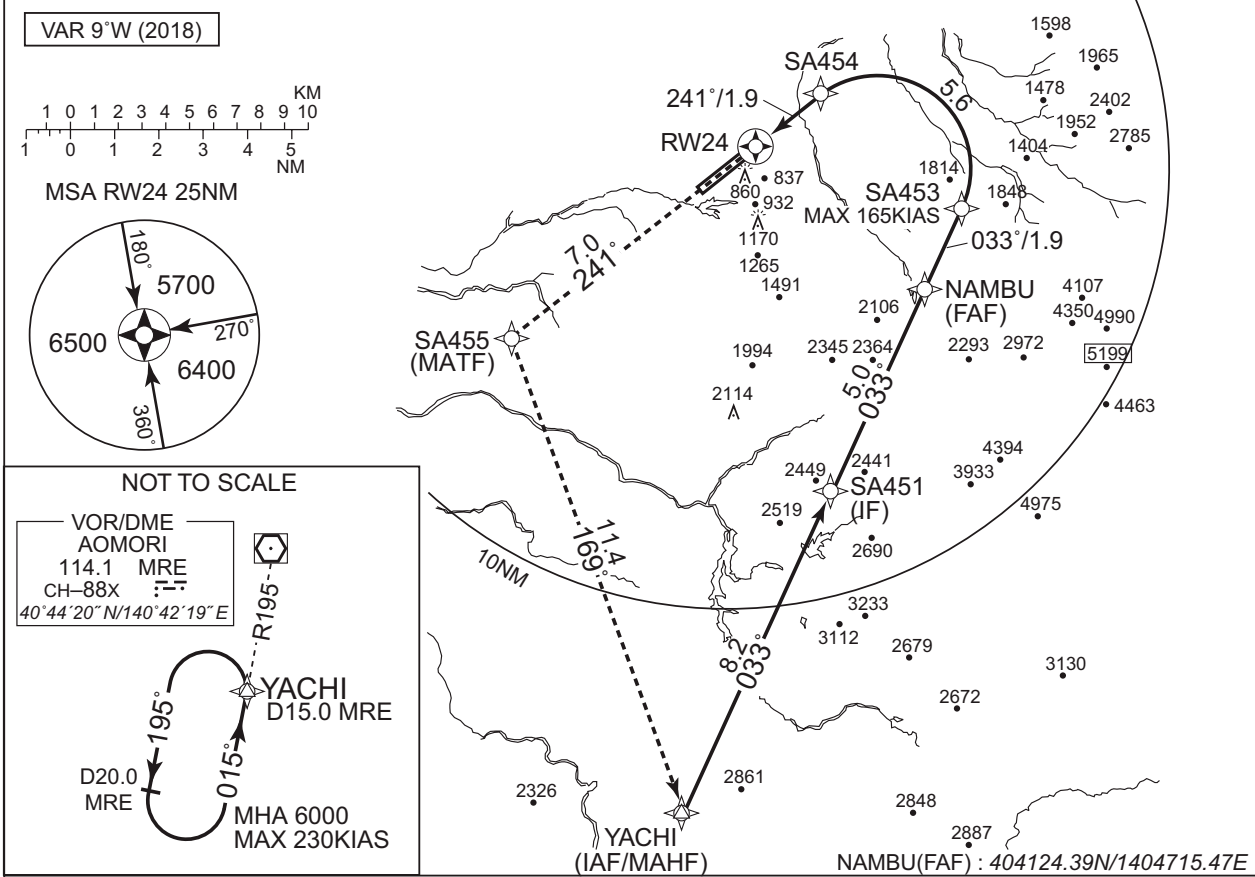 VAR 9˚W (2018)
1 0 1 2 3 4 5 6 7 8 9 10
KM
1 0 1 2 3 4 5
NM
MSA RW24 25NM
180˚
5700
270˚
6500
6400
360˚
NOT TO SCALE
VOR/DME
AOMORI
114.1 MRE
CH–88X
40˚44´20˝ N/140˚42´19˝ E
R195
YACHI
D15.0 MRE
195˚
015˚
D20.0
MRE
MHA 6000
MAX 230KIAS
SA454
241˚/1.9
RW24
5.6
1598
1965
1478
2402
1952
2785
1404
1814
1848
SA453
MAX 165KIAS
033˚/1.9
837
860
932
1170
1265
1491
7.0
241˚
SA455
(MATF)
NAMBU
(FAF)
2106
4107
4350
4990
5199
4463
1994
2345
2364
2293
2972
2114
5.0
033˚
4394
3933
4975
2449
2441
SA451
(IF)
2519
2690
11.4
169˚
10NM
3233
3112
2679
3130
2672
8.2
033˚
2326
2861
2848
2887
YACHI
(IAF/MAHF)
NAMBU(FAF) : 404124.39N/1404715.47E